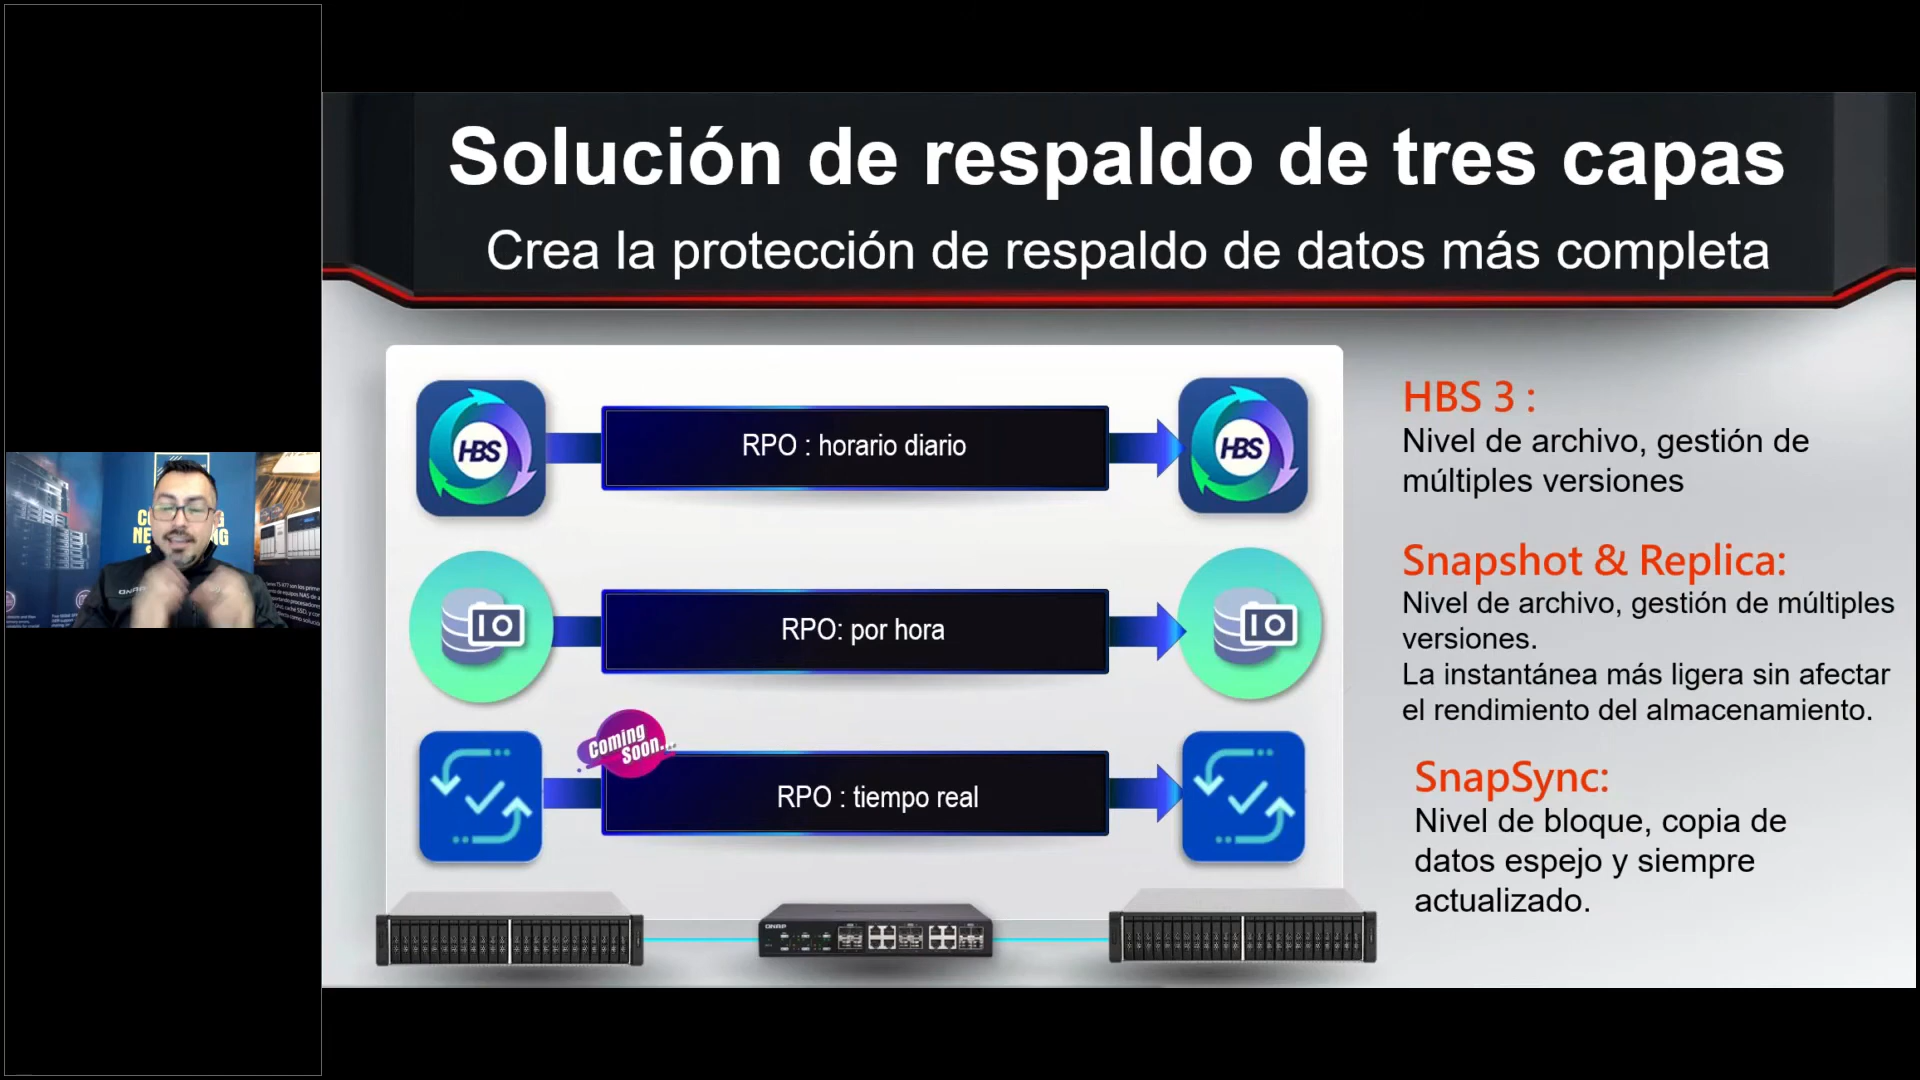 Solución de respaldo de tres capas
Crea la protección de respaldo de datos más completa
HBS
RPO : horario diario
HBS
HBS 3 :
Nivel de archivo, gestión de
múltiples versiones
RPO: por hora
Snapshot & Replica:
Nivel de archivo, gestión de múltiples
versiones.
La instantánea más ligera sin afectar
el rendimiento del almacenamiento.
Coming
Soon...
RPO : tiempo real
SnapSync:
Nivel de bloque, copia de
datos espejo y siempre
actualizado.
QNAP
QNAP